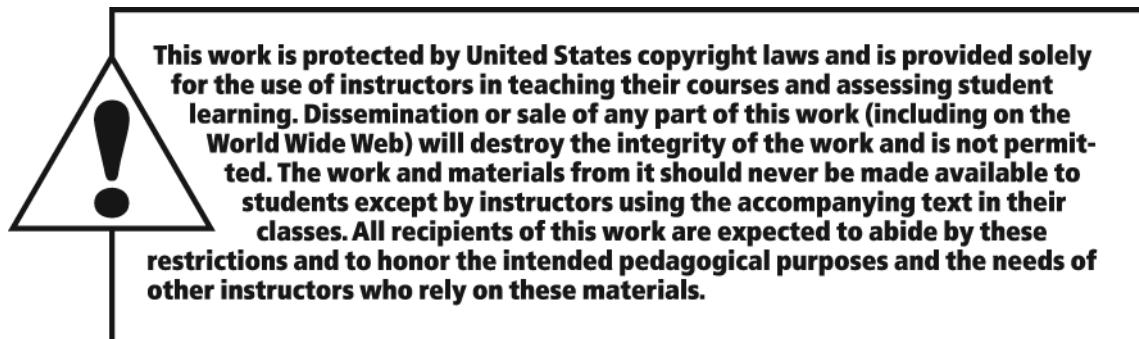 This work is protected by United States copyright laws and is provided solely
for the use of instructors in teaching their courses and assessing student
learning. Dissemination or sale of any part of this work (including on the
World Wide Web) will destroy the integrity of the work and is not permit-
ted. The work and materials from it should never be made available to
students except by instructors using the accompanying text in their
classes. All recipients of this work are expected to abide by these
restrictions and to honor the intended pedagogical purposes and the needs of
other instructors who rely on these materials.